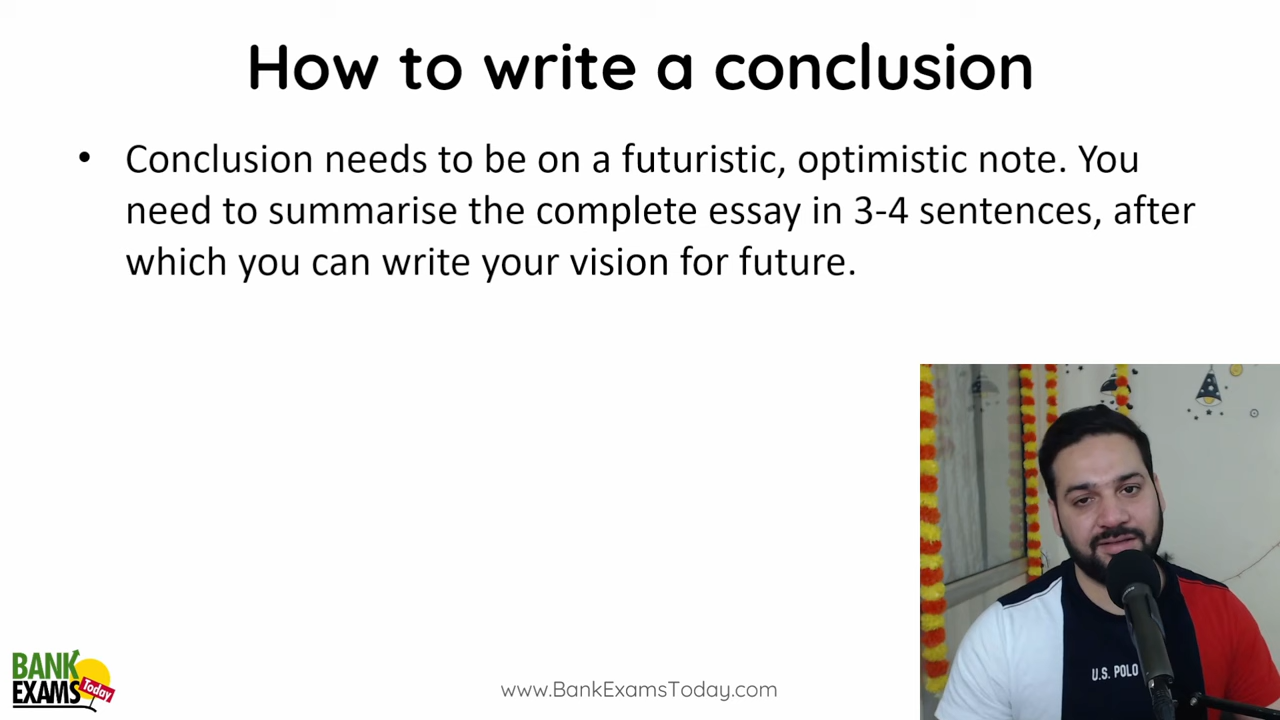 How to write a conclusion
• Conclusion needs to be on a futuristic, optimistic note. You
need to summarise the complete essay in 3-4 sentences, after
which you can write your vision for future.
U.S. POLO
BANK
EXAMS
Today
www.BankExamsToday.com